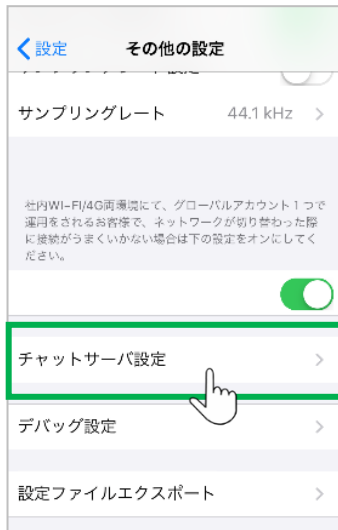 設定
その他の設定
サンプリングレート 44.1 kHz
社内WI-FI/4G両環境にて、グローバルアカウント1つで
運用をされるお客様で、ネットワークが切り替わった際
に接続がうまくいかない場合は下の設定をオンにしてく
ださい。
チャットサーバ設定
デバッグ設定
設定ファイルエクスポート